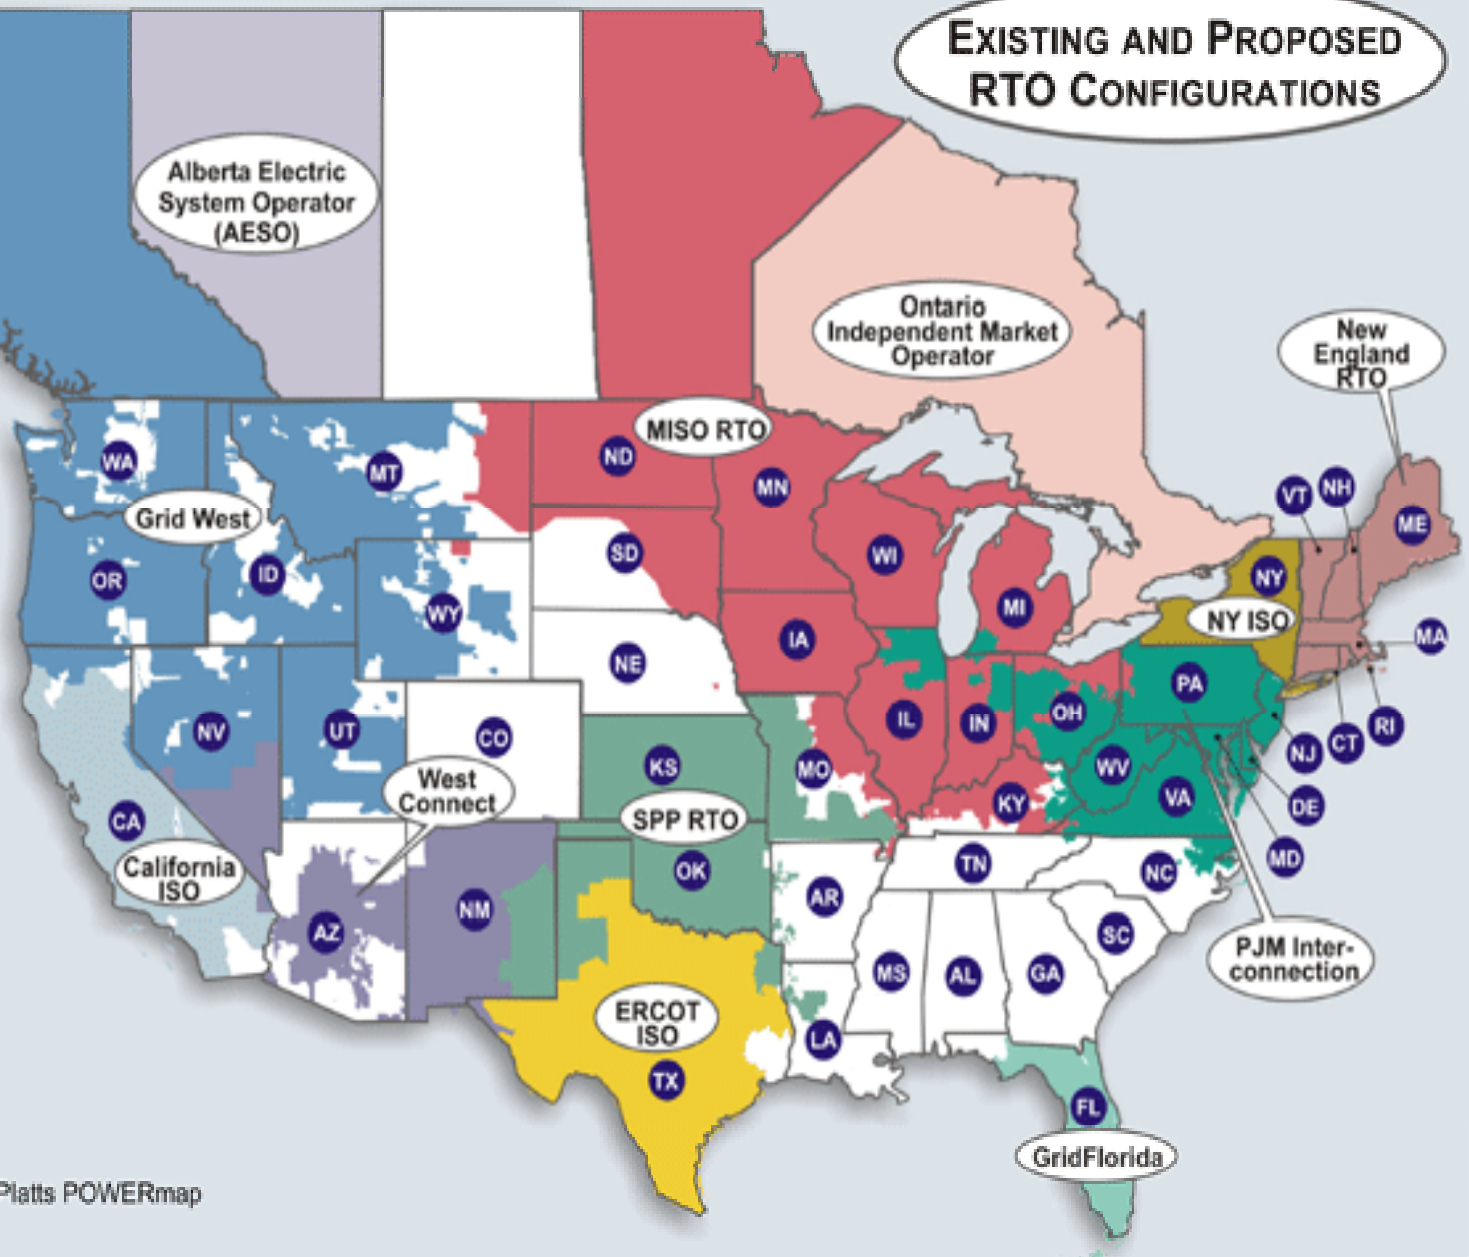 EXISTING AND PROPOSED
RTO CONFIGURATIONS
Alberta Electric
System Operator
(AESO)
Ontario
Independent Market
Operator
New
England
RTO
MISO RTO
WA
MT
ND
MN
VT
NH
ME
Grid West
OR
ID
WY
SD
WI
MI
NY
NY ISO
MA
IA
NE
PA
NV
UT
CO
IL
IN
OH
RI
CT
NJ
KS
MO
WV
VA
KY
DE
West
Connect
SPP RTO
CA
California
ISO
MD
TN
NC
OK
AR
NM
AZ
SC
PJM Inter-
connection
MS
AL
GA
ERCOT
ISO
LA
TX
FL
GridFlorida
Platts POWERmap